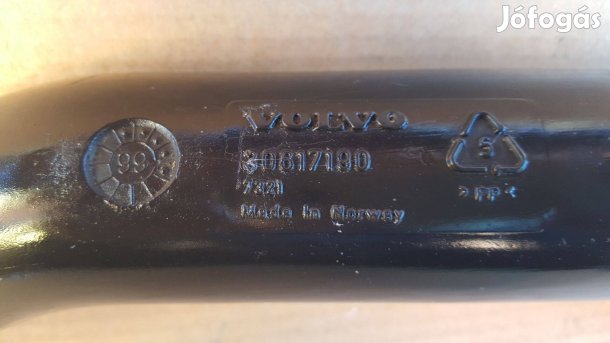 Jófogás
VOLVO
30817190
7321
Made in Norway
99
5
>PP<